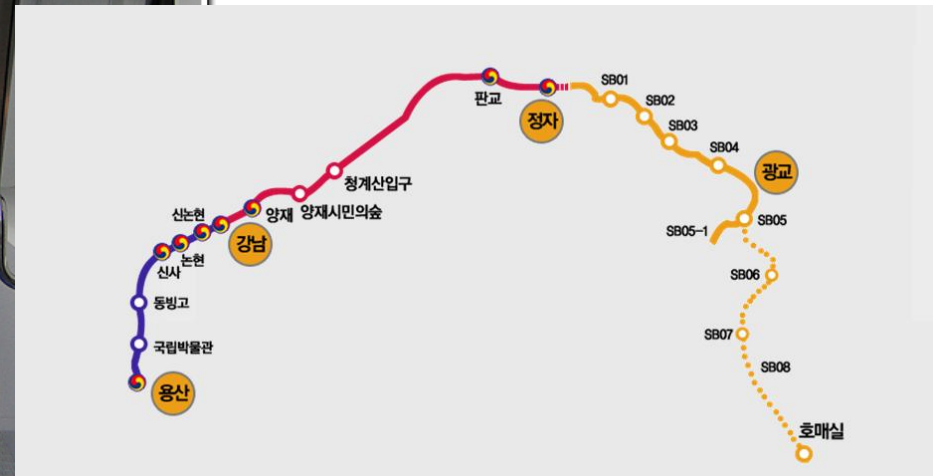 판교
정자
SB01
SB02
SB03
SB04
광교
SB05
SB05-1
SB06
SB07
SB08
호매실
청계산입구
양재시민의숲
양재
강남
신논현
논현
신사
동빙고
국립박물관
용산